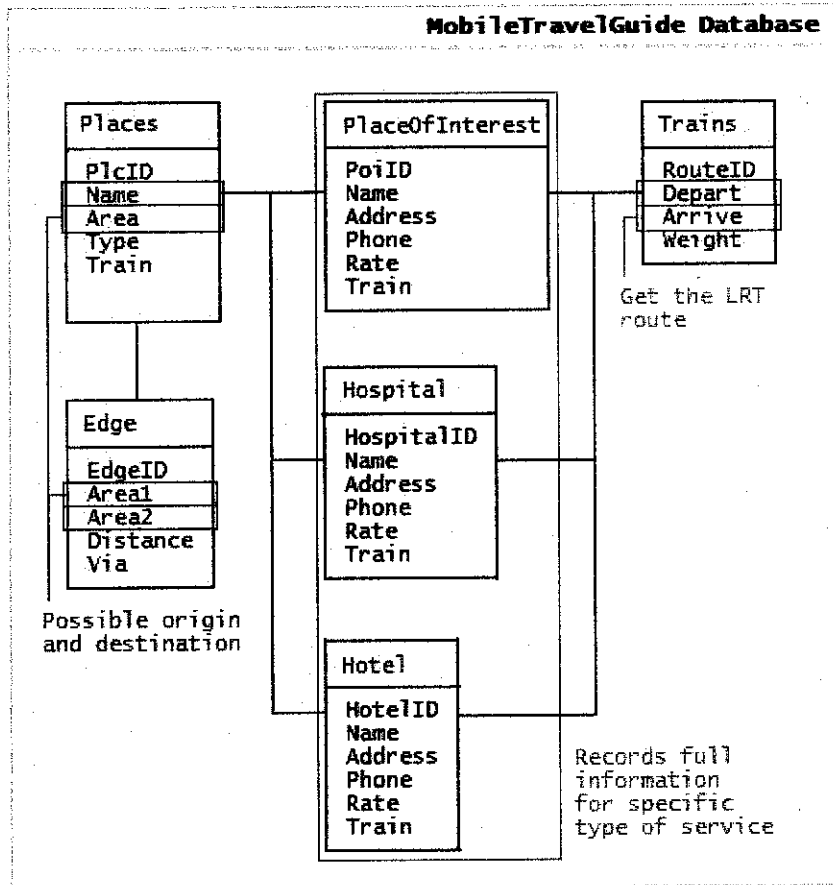 MobileTravelGuide Database
Places
PlcID
Name
Area
Type
Train
PlaceOfInterest
PoiID
Name
Address
Phone
Rate
Train
Trains
RouteID
Depart
Arrive
Weight
Get the LRT
route
Edge
EdgeID
Area1
Area2
Distance
Via
Possible origin
and destination
Hospital
HospitalID
Name
Address
Phone
Rate
Train
Hotel
HotelID
Name
Address
Phone
Rate
Train
Records full
information
for specific
type of service